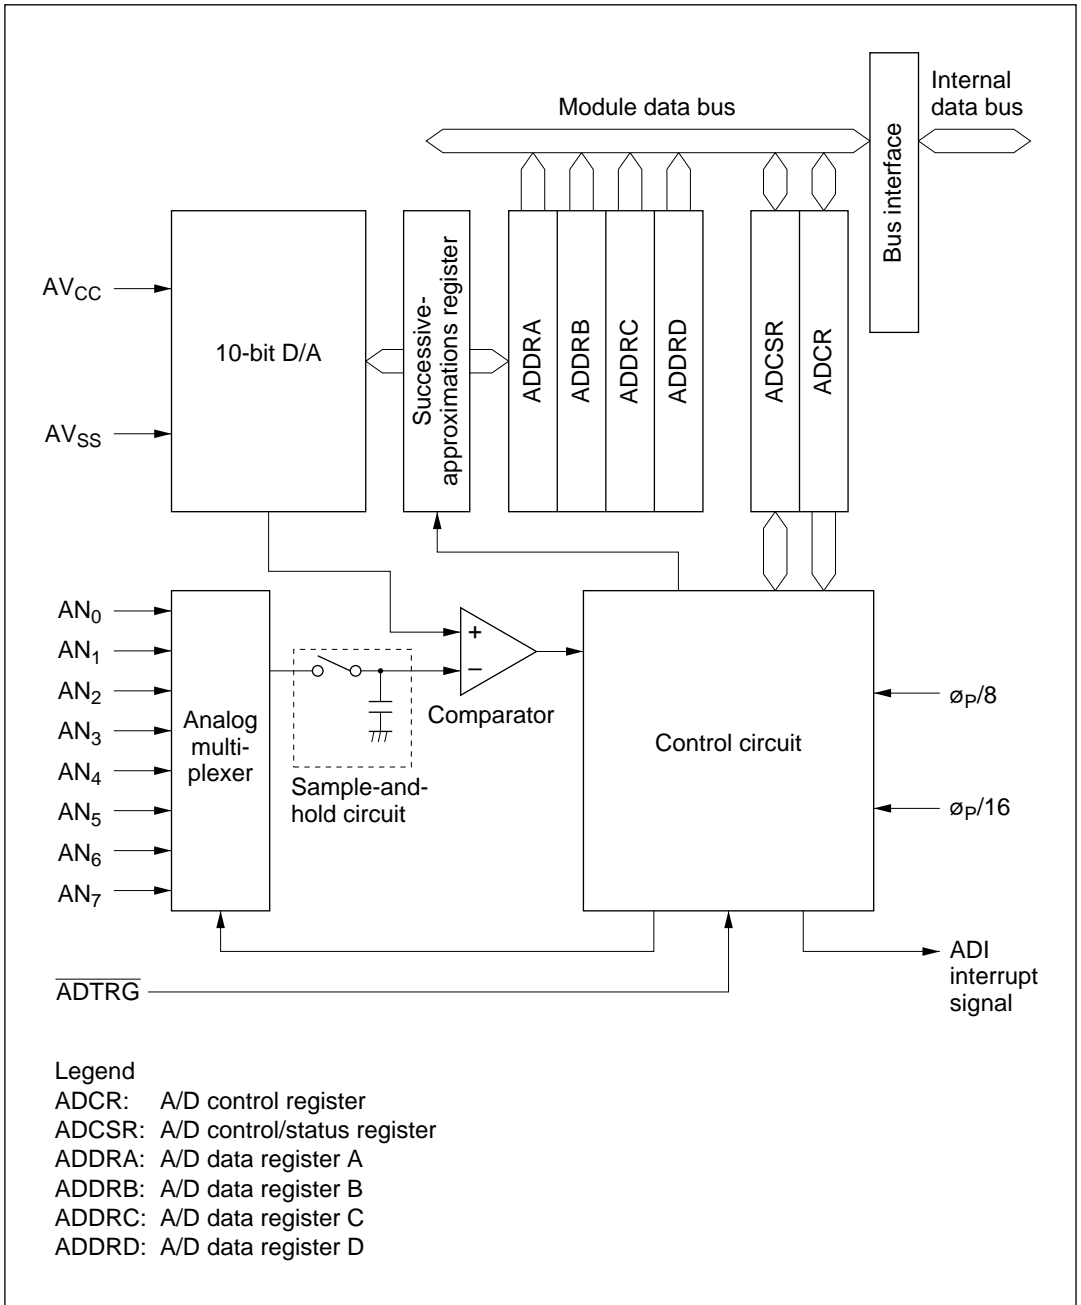 Internal
data bus
Module data bus
Bus interface
AVCC
AVSS
10-bit D/A
Successive-
approximations register
ADDRA
ADDRB
ADDRC
ADDRD
ADCSR
ADCR
AN0
AN1
AN2
AN3
AN4
AN5
AN6
AN7
Analog
multi-
plexer
+
−
Comparator
Sample-and-
hold circuit
Control circuit
øP/8
øP/16
ADTRG
ADI
interrupt
signal
Legend
ADCR: A/D control register
ADCSR: A/D control/status register
ADDRA: A/D data register A
ADDRB: A/D data register B
ADDRC: A/D data register C
ADDRD: A/D data register D